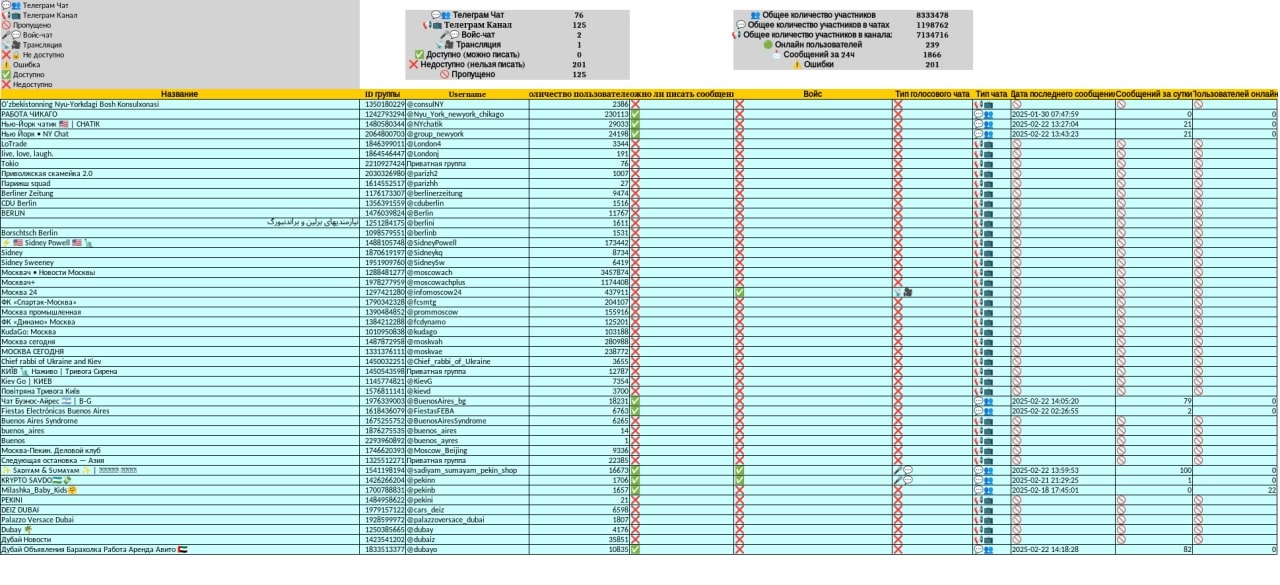 💬👥 Телеграм Чат
📢📺 Телеграм Канал
🚫 Пропущено
🎤💬 Войс-чат
📡🎥 Трансляция
❌🔒 Не доступно
⚠️ Ошибка
✅ Доступно
❌ Недоступно
💬👥 Телеграм Чат 76
📢📺 Телеграм Канал 125
🎤💬 Войс-чат 2
📡🎥 Трансляция 1
✅ Доступно (можно писать) 0
❌ Недоступно (нельзя писать) 201
🚫 Пропущено 125
👥 Общее количество участников 8333478
💬 Общее количество участников в чатах 1198762
📢 Общее количество участников в канала: 7134716
🟢 Онлайн пользователей 239
📩 Сообщений за 24ч 1866
⚠️ Ошибки 201
Название ID группы Username оличество пользователе ожно ли писать сообщени Войс Тип голосового чата Тип чата Дата последнего сообщени Сообщений за сутки Пользователей онлайн
O'zbekistonning Nyu-Yorkdagi Bosh Konsulxonasi 1350180229 @consulNY 2386 ❌ ❌ ❌ 📢📺 🚫 🚫 🚫
РАБОТА ЧИКАГО 1242793294 @Nyu_York_newyork_chikago 230113 ✅ ❌ ❌ 💬👥 2025-01-30 07:47:59 0 0
Нью-Йорк чатик 🇺🇸 | CHATIK 1480580344 @NYchatik 29033 ✅ ❌ ❌ 💬👥 2025-02-22 13:27:04 21 0
Нью Йорк • NY Chat 2064800703 @group_newyork 24198 ✅ ❌ ❌ 💬👥 2025-02-22 13:43:23 21 0
LoTrade 1846399011 @London4 3344 ❌ ❌ ❌ 📢📺 🚫 🚫 🚫
live, love, laugh. 1864546447 @Londonj 191 ❌ ❌ ❌ 📢📺 🚫 🚫 🚫
Tokio 2210927424 Приватная группа 76 ❌ ❌ ❌ 📢📺 🚫 🚫 🚫
Приволжская скамейка 2.0 2030326980 @parizh2 1007 ❌ ❌ ❌ 📢📺 🚫 🚫 🚫
Парижш squad 1614552517 @parizhh 27 ❌ ❌ ❌ 📢📺 🚫 🚫 🚫
Berliner Zeitung 1176173307 @berlinerzeitung 9474 ❌ ❌ ❌ 📢📺 🚫 🚫 🚫
CDU Berlin 1356391559 @cduberlin 1516 ❌ ❌ ❌ 📢📺 🚫 🚫 🚫
BERLIN 1476039824 @Berlin 11767 ❌ ❌ ❌ 📢📺 🚫 🚫 🚫
نیازمندیهای برلین و براندنبورگ 1251284175 @berlini 1611 ❌ ❌ ❌ 📢📺 🚫 🚫 🚫
Borschtsch Berlin 1098579551 @berlinb 1531 ❌ ❌ ❌ 📢📺 🚫 🚫 🚫
⚡ 🇺🇸 Sidney Powell 🇺🇸 🗽 1488105748 @SidneyPowell 173442 ❌ ❌ ❌ 📢📺 🚫 🚫 🚫
Sidney 1870619197 @Sidneykq 8734 ❌ ❌ ❌ 📢📺 🚫 🚫 🚫
Sidney Sweeney 1951909760 @SidneySw 6419 ❌ ❌ ❌ 📢📺 🚫 🚫 🚫
Москвач • Новости Москвы 1288481277 @moscowach 3457874 ❌ ❌ ❌ 📢📺 🚫 🚫 🚫
Москвач+ 1978277959 @moscowachplus 1174408 ❌ ❌ ❌ 📢📺 🚫 🚫 🚫
Москва 24 1297421280 @infomoscow24 437911 ❌ ✅ 📡🎥 📢📺 🚫 🚫 🚫
ФК «Спартак-Москва» 1790342328 @fcsmtg 204107 ❌ ❌ ❌ 📢📺 🚫 🚫 🚫
Москва промышленная 1390484852 @prommoscow 155916 ❌ ❌ ❌ 📢📺 🚫 🚫 🚫
ФК «Динамо» Москва 1384212288 @fcdynamo 125201 ❌ ❌ ❌ 📢📺 🚫 🚫 🚫
KudaGo: Москва 1010950838 @kudago 103188 ❌ ❌ ❌ 📢📺 🚫 🚫 🚫
Москва сегодня 1487872958 @moskvah 280988 ❌ ❌ ❌ 📢📺 🚫 🚫 🚫
МОСКВА СЕГОДНЯ 1331376111 @moskvae 238772 ❌ ❌ ❌ 📢📺 🚫 🚫 🚫
Chief rabbi of Ukraine and Kiev 1450032251 @Chief_rabbi_of_Ukraine 3655 ❌ ❌ ❌ 📢📺 🚫 🚫 🚫
КИЇВ 🗽 Наживо | Тривога Сирена 1450543598 Приватная группа 12787 ❌ ❌ ❌ 📢📺 🚫 🚫 🚫
Kiev Go | КИЕВ 1145774821 @KievG 7354 ❌ ❌ ❌ 📢📺 🚫 🚫 🚫
Повітряна Тривога Київ 1576811141 @kievd 3700 ❌ ❌ ❌ 📢📺 🚫 🚫 🚫
Чат Буэнос-Айрес 🇦🇷 | B-G 1976339003 @BuenosAires_bg 18231 ✅ ❌ ❌ 💬👥 2025-02-22 14:05:20 79 0
Fiestas Electrónicas Buenos Aires 1618436079 @FiestasFEBA 6763 ✅ ❌ ❌ 💬👥 2025-02-22 02:26:55 2 0
Buenos Aires Syndrome 1675255752 @BuenosAiresSyndrome 6265 ❌ ❌ ❌ 📢📺 🚫 🚫 🚫
buenos_aires 1876275535 @buenos_aires 14 ❌ ❌ ❌ 📢📺 🚫 🚫 🚫
Buenos 2293960892 @buenos_ayres 1 ❌ ❌ ❌ 📢📺 🚫 🚫 🚫
Москва-Пекин. Деловой клуб 1746620393 @Moscow_Beijing 9336 ❌ ❌ ❌ 📢📺 🚫 🚫 🚫
Следующая остановка — Азия 1325512271 Приватная группа 22385 ❌ ❌ ❌ 📢📺 🚫 🚫 🚫
✨ Sadiyam & Sumayam ✨ | 1541198194 @sadiyam_sumayam_pekin_shop 16673 ✅ ✅ 🎤💬 💬👥 2025-02-22 13:59:53 100 0
KRYPTO SAVDO🇺🇿💸 1426266204 @pekinn 1706 ✅ ✅ 🎤💬 💬👥 2025-02-21 21:29:25 1 0
Milashka_Baby_Kids🤗 1700788831 @pekinb 1657 ✅ ❌ ❌ 💬👥 2025-02-18 17:45:01 0 22
PEKINI 1484958622 @pekini 21 ❌ ❌ ❌ 📢📺 🚫 🚫 🚫
DEIZ DUBAI 1979157122 @cars_deiz 6598 ❌ ❌ ❌ 📢📺 🚫 🚫 🚫
Palazzo Versace Dubai 1928599972 @palazzoversace_dubai 1807 ❌ ❌ ❌ 📢📺 🚫 🚫 🚫
Dubay 🌴 1250385665 @dubay 4176 ❌ ❌ ❌ 📢📺 🚫 🚫 🚫
Дубай Новости 1423541202 @dubaiz 35851 ❌ ❌ ❌ 📢📺 🚫 🚫 🚫
Дубай Объявления Барахолка Работа Аренда Авито 🇦🇪 1833513377 @dubayo 10835 ✅ ❌ ❌ 💬👥 2025-02-22 14:18:28 82 0